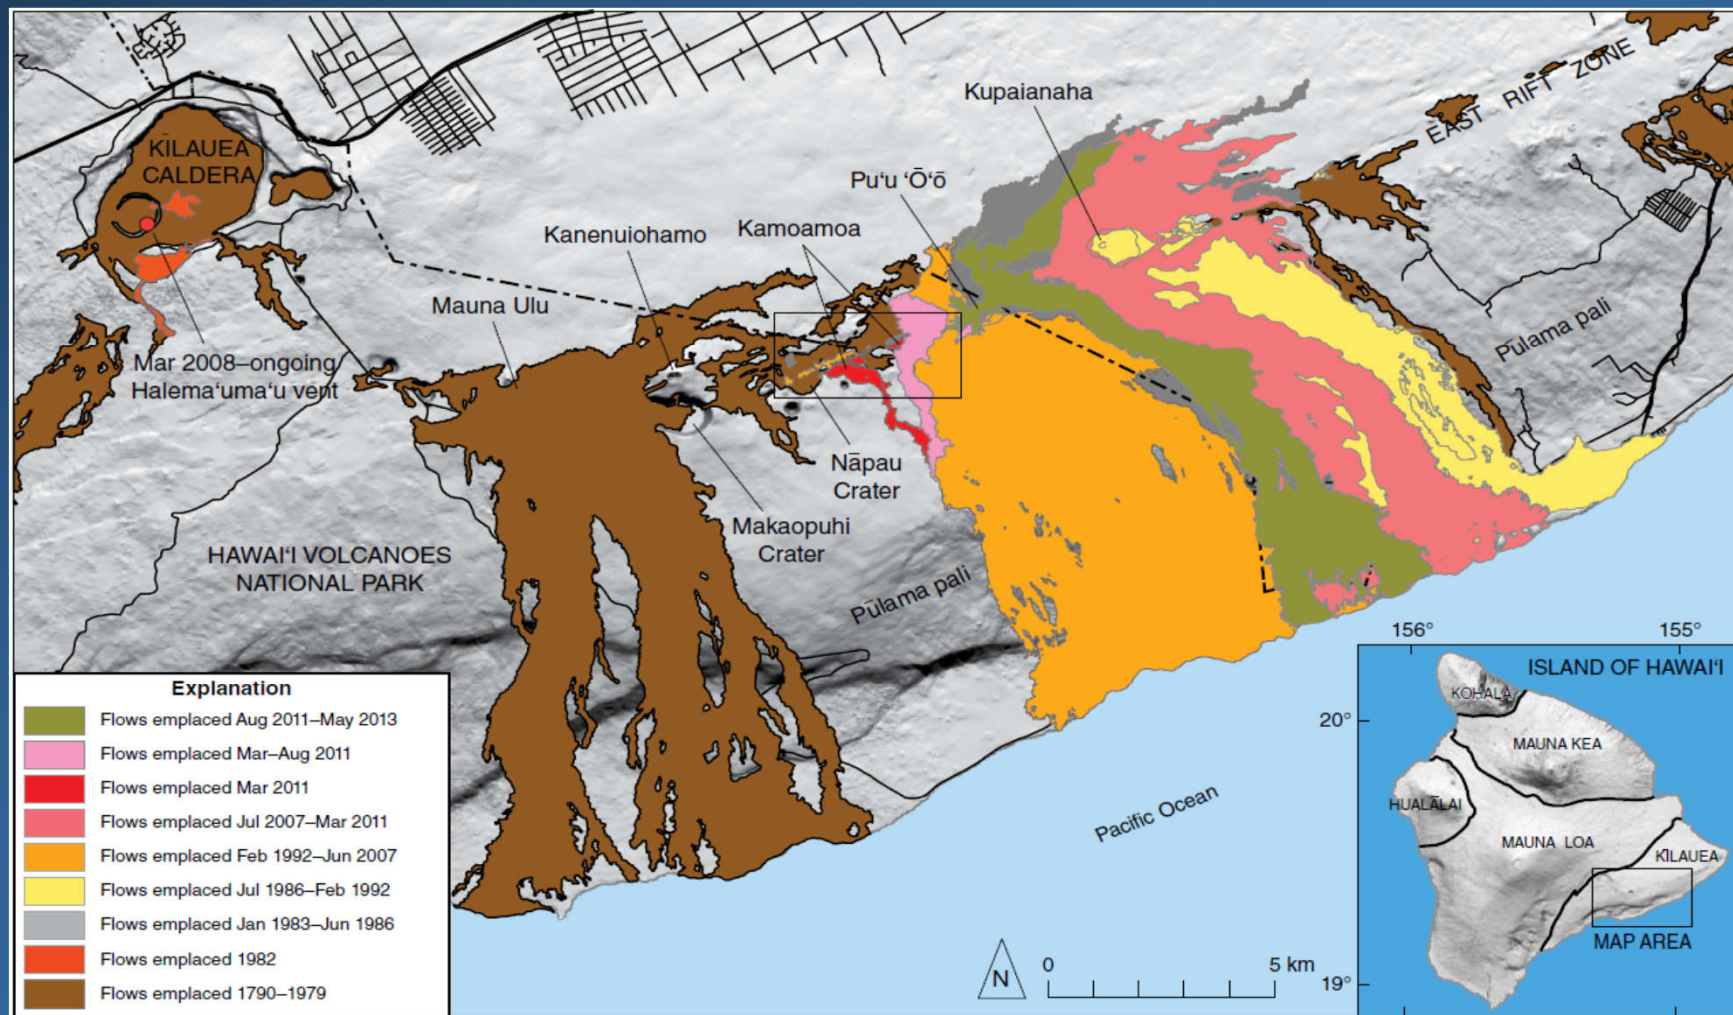 Kupaianaha
EAST RIFT ZONE
KĪLAUEA
CALDERA
Pu‘u ‘Ō‘ō
Kamoamoa
Kanenuiohamo
Mauna Ulu
Pūlama pali
Mar 2008–ongoing
Halema‘uma‘u vent
Nāpau
Crater
Makaopuhi
Crater
HAWAI‘I VOLCANOES
NATIONAL PARK
Pūlama pali
Pacific Ocean
Explanation
Flows emplaced Aug 2011–May 2013
Flows emplaced Mar–Aug 2011
Flows emplaced Mar 2011
Flows emplaced Jul 2007–Mar 2011
Flows emplaced Feb 1992–Jun 2007
Flows emplaced Jul 1986–Feb 1992
Flows emplaced Jan 1983–Jun 1986
Flows emplaced 1982
Flows emplaced 1790–1979
N
0 5 km
156° 155°
ISLAND OF HAWAI‘I
KOHALA
20°
MAUNA KEA
HUALĀLAI
MAUNA LOA
KĪLAUEA
MAP AREA
19°